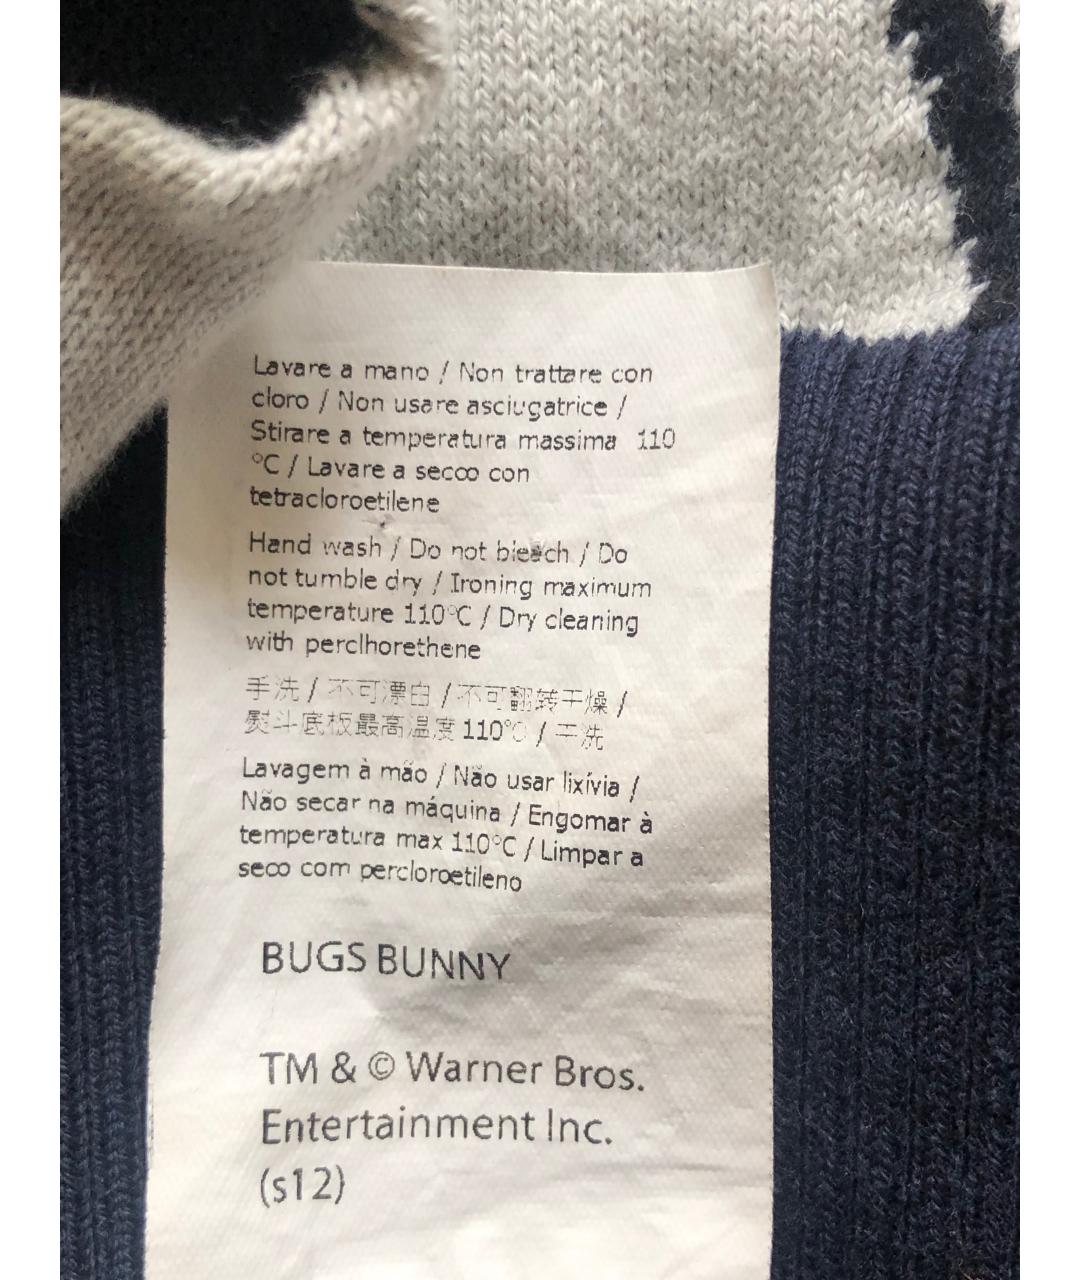 Lavare a mano / Non trattare con
cloro / Non usare asciugatrice /
Stirare a temperatura massima 110
°C / Lavare a secco con
tetracloroetilene
Hand wash / Do not bleach / Do
not tumble dry / Ironing maximum
temperature 110°C / Dry cleaning
with perclhorethene
手洗 / 不可漂白 / 不可翻转干燥 /
熨斗底板最高温度 110°C / 干洗
Lavagem à mão / Não usar lixívia /
Não secar na máquina / Engomar à
temperatura max 110°C / Limpar a
seco com percloroetileno
BUGS BUNNY
TM & © Warner Bros.
Entertainment Inc.
(s12)